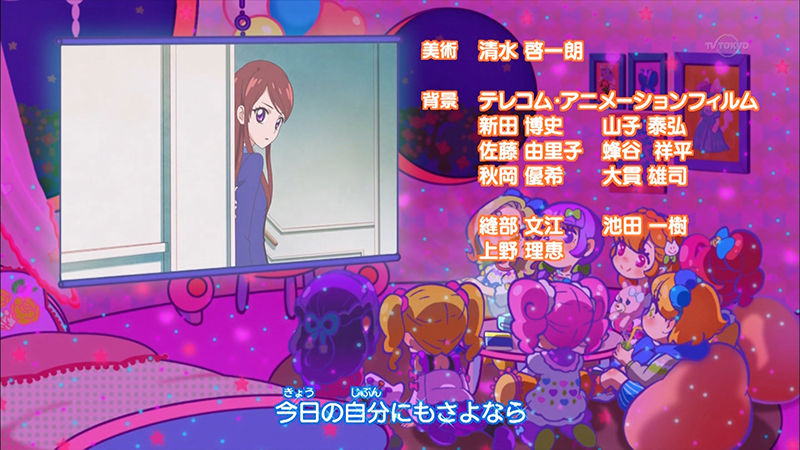 TV TOKYO
美術 清水 啓一朗
背景 テレコム・アニメーションフィルム
新田 博史 山子 泰弘
佐藤 由里子 蜂谷 祥平
秋岡 優希 大貫 雄司
縫部 文江 池田 一樹
上野 理恵
きょう じぶん
今日の自分にもさよなら